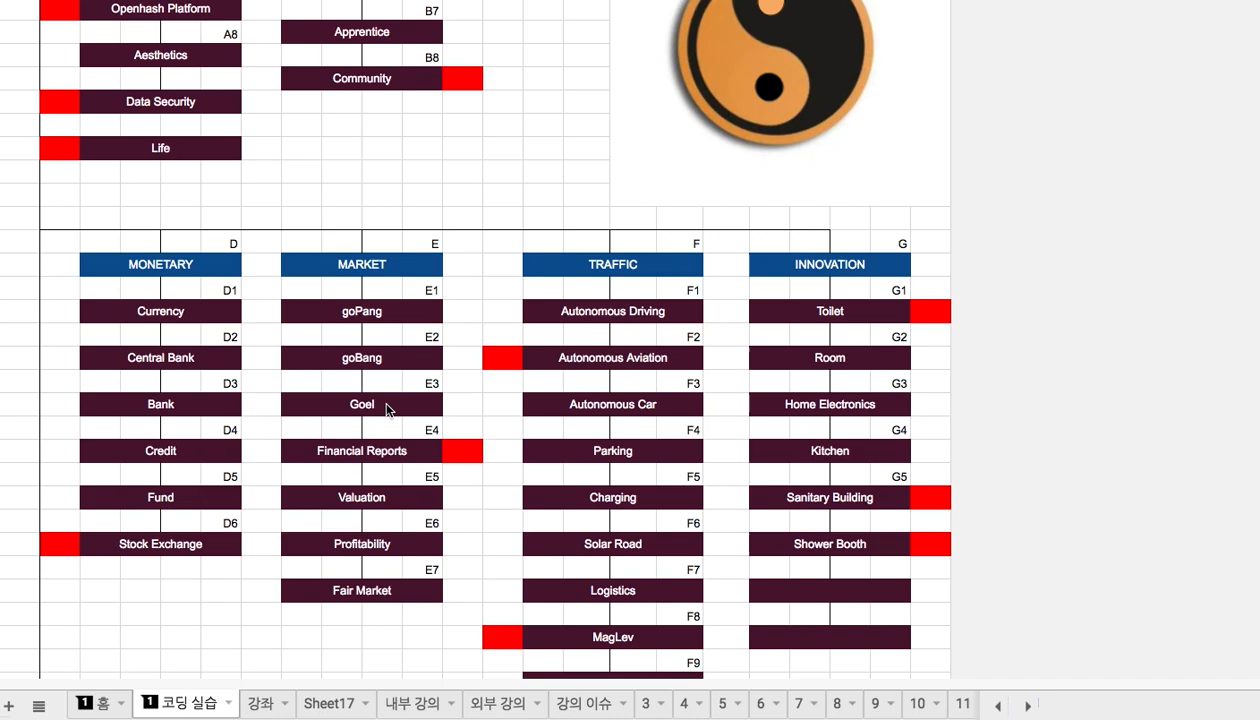 Openhash Platform
B7
Apprentice
A8
Aesthetics
B8
Community
Data Security
Life
D
E
F
G
MONETARY
MARKET
TRAFFIC
INNOVATION
D1
E1
F1
G1
Currency
goPang
Autonomous Driving
Toilet
D2
E2
F2
G2
Central Bank
goBang
Autonomous Aviation
Room
D3
E3
F3
G3
Bank
Goel
Autonomous Car
Home Electronics
D4
E4
F4
G4
Credit
Financial Reports
Parking
Kitchen
D5
E5
F5
G5
Fund
Valuation
Charging
Sanitary Building
D6
E6
F6
Stock Exchange
Profitability
Solar Road
Shower Booth
E7
F7
Fair Market
Logistics
F8
MagLev
F9
1 홈
1 코딩 실습
강좌
Sheet17
내부 강의
외부 강의
강의 이슈
3
4
5
6
7
8
9
10
11